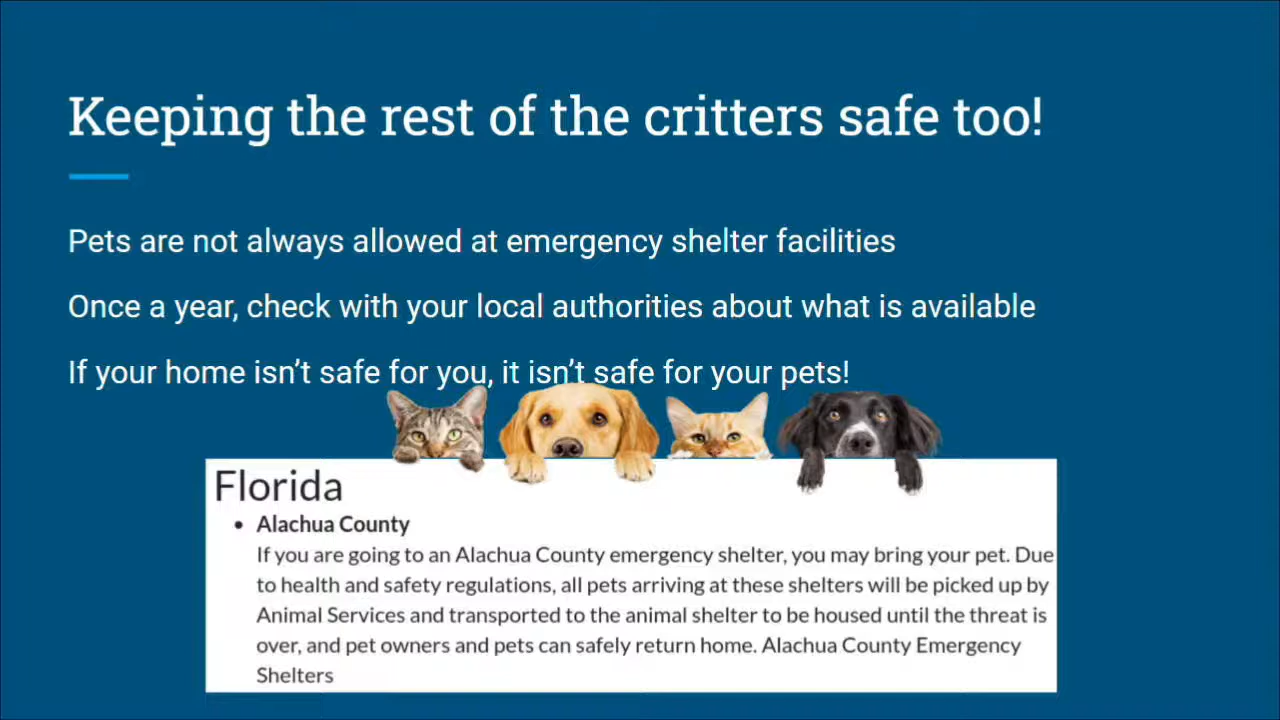 Keeping the rest of the critters safe too!
Pets are not always allowed at emergency shelter facilities
Once a year, check with your local authorities about what is available
If your home isn’t safe for you, it isn’t safe for your pets!
Florida
• Alachua County
If you are going to an Alachua County emergency shelter, you may bring your pet. Due
to health and safety regulations, all pets arriving at these shelters will be picked up by
Animal Services and transported to the animal shelter to be housed until the threat is
over, and pet owners and pets can safely return home. Alachua County Emergency
Shelters